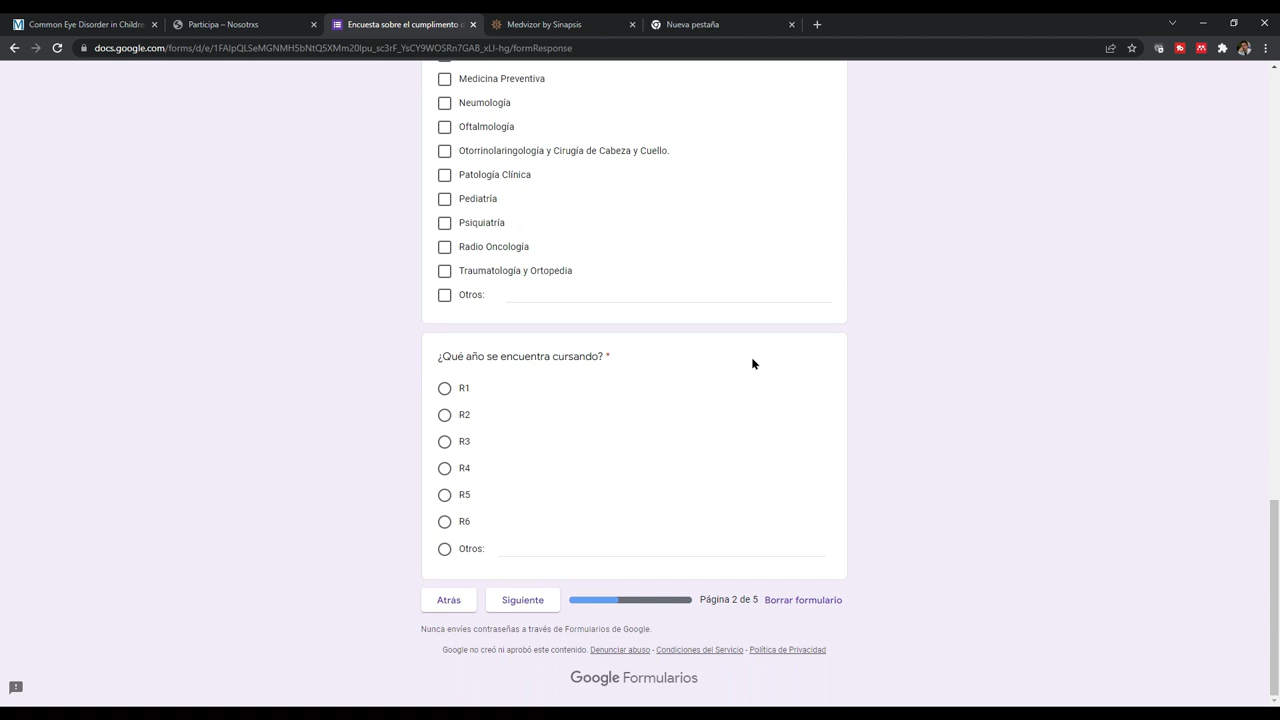 Common Eye Disorder in Childre
Participa – Nosotrxs
Encuesta sobre el cumplimento
Medvizor by Sinapsis
Nueva pestaña
docs.google.com/forms/d/e/1FAIpQLSeMGNMH5bNtQ5XMm20lpu_sc3rF_YsCY9WOSRn7GAB_xLI-hg/formResponse
Medicina Preventiva
Neumología
Oftalmología
Otorrinolaringología y Cirugía de Cabeza y Cuello.
Patología Clínica
Pediatría
Psiquiatría
Radio Oncología
Traumatología y Ortopedia
Otros:
¿Qué año se encuentra cursando? *
R1
R2
R3
R4
R5
R6
Otros:
Atrás
Siguiente
Página 2 de 5
Borrar formulario
Nunca envíes contraseñas a través de Formularios de Google.
Google no creó ni aprobó este contenido. Denunciar abuso - Condiciones del Servicio - Política de Privacidad
Google Formularios